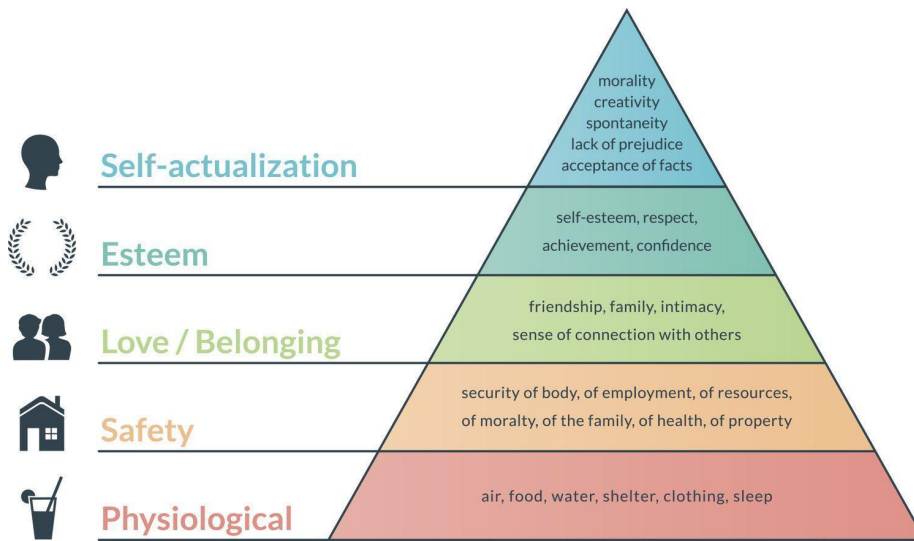 morality
creativity
spontaneity
lack of prejudice
acceptance of facts
Self-actualization
self-esteem, respect,
achievement, confidence
Esteem
friendship, family, intimacy,
sense of connection with others
Love / Belonging
security of body, of employment, of resources,
of moralty, of the family, of health, of property
Safety
air, food, water, shelter, clothing, sleep
Physiological